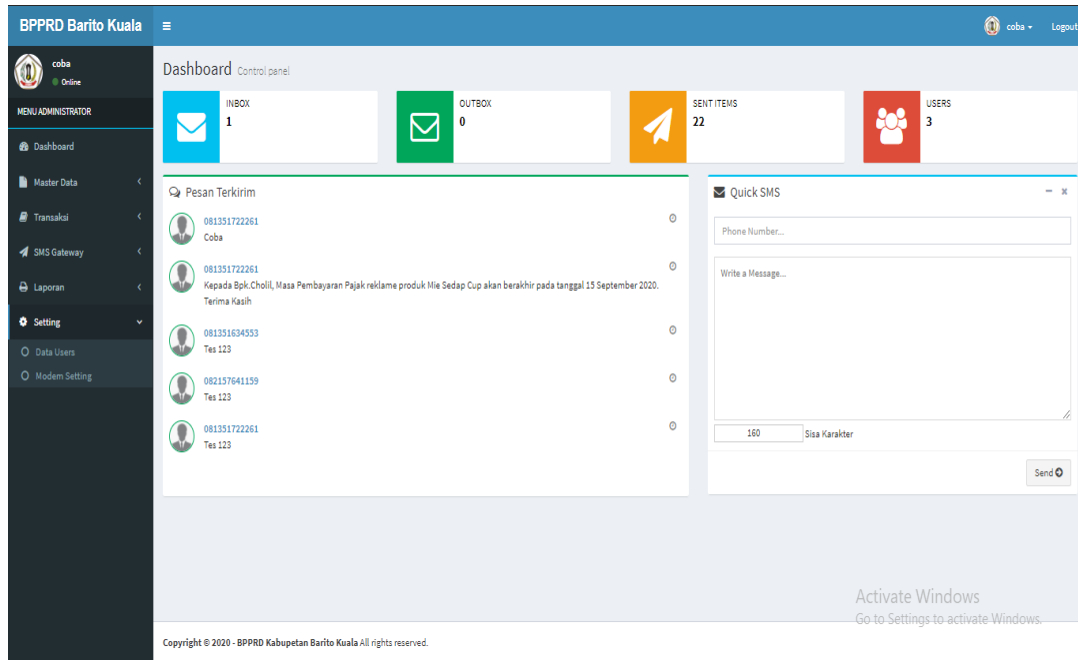 BPPRD Barito Kuala
coba
Logout
coba
Online
MENU ADMINISTRATOR
Dashboard
Master Data
Transaksi
SMS Gateway
Laporan
Setting
Data Users
Modem Setting
Dashboard Control panel
INBOX
1
OUTBOX
0
SENT ITEMS
22
USERS
3
Pesan Terkirim
081351722261
Coba
081351722261
Kepada Bpk.Cholil, Masa Pembayaran Pajak reklame produk Mie Sedap Cup akan berakhir pada tanggal 15 September 2020.
Terima Kasih
081351634553
Tes 123
082157641159
Tes 123
081351722261
Tes 123
Quick SMS
Phone Number...
Write a Message...
160 Sisa Karakter
Send
Activate Windows
Go to Settings to activate Windows.
Copyright © 2020 - BPPRD Kabupetan Barito Kuala All rights reserved.